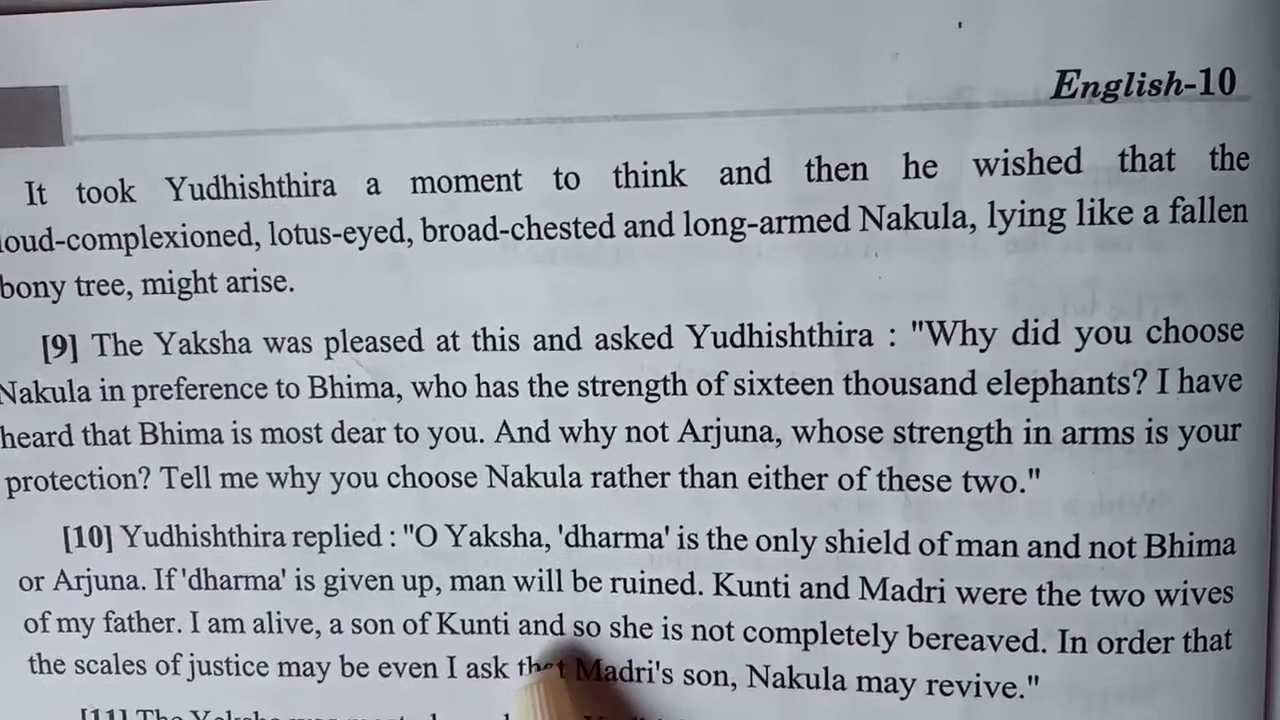 English-10
It took Yudhishthira a moment to think and then he wished that the
loud-complexioned, lotus-eyed, broad-chested and long-armed Nakula, lying like a fallen
bony tree, might arise.
[9] The Yaksha was pleased at this and asked Yudhishthira : "Why did you choose
Nakula in preference to Bhima, who has the strength of sixteen thousand elephants? I have
heard that Bhima is most dear to you. And why not Arjuna, whose strength in arms is your
protection? Tell me why you choose Nakula rather than either of these two."
[10] Yudhishthira replied : "O Yaksha, 'dharma' is the only shield of man and not Bhima
or Arjuna. If 'dharma' is given up, man will be ruined. Kunti and Madri were the two wives
of my father. I am alive, a son of Kunti and so she is not completely bereaved. In order that
the scales of justice may be even I ask that Madri's son, Nakula may revive."
[11] The